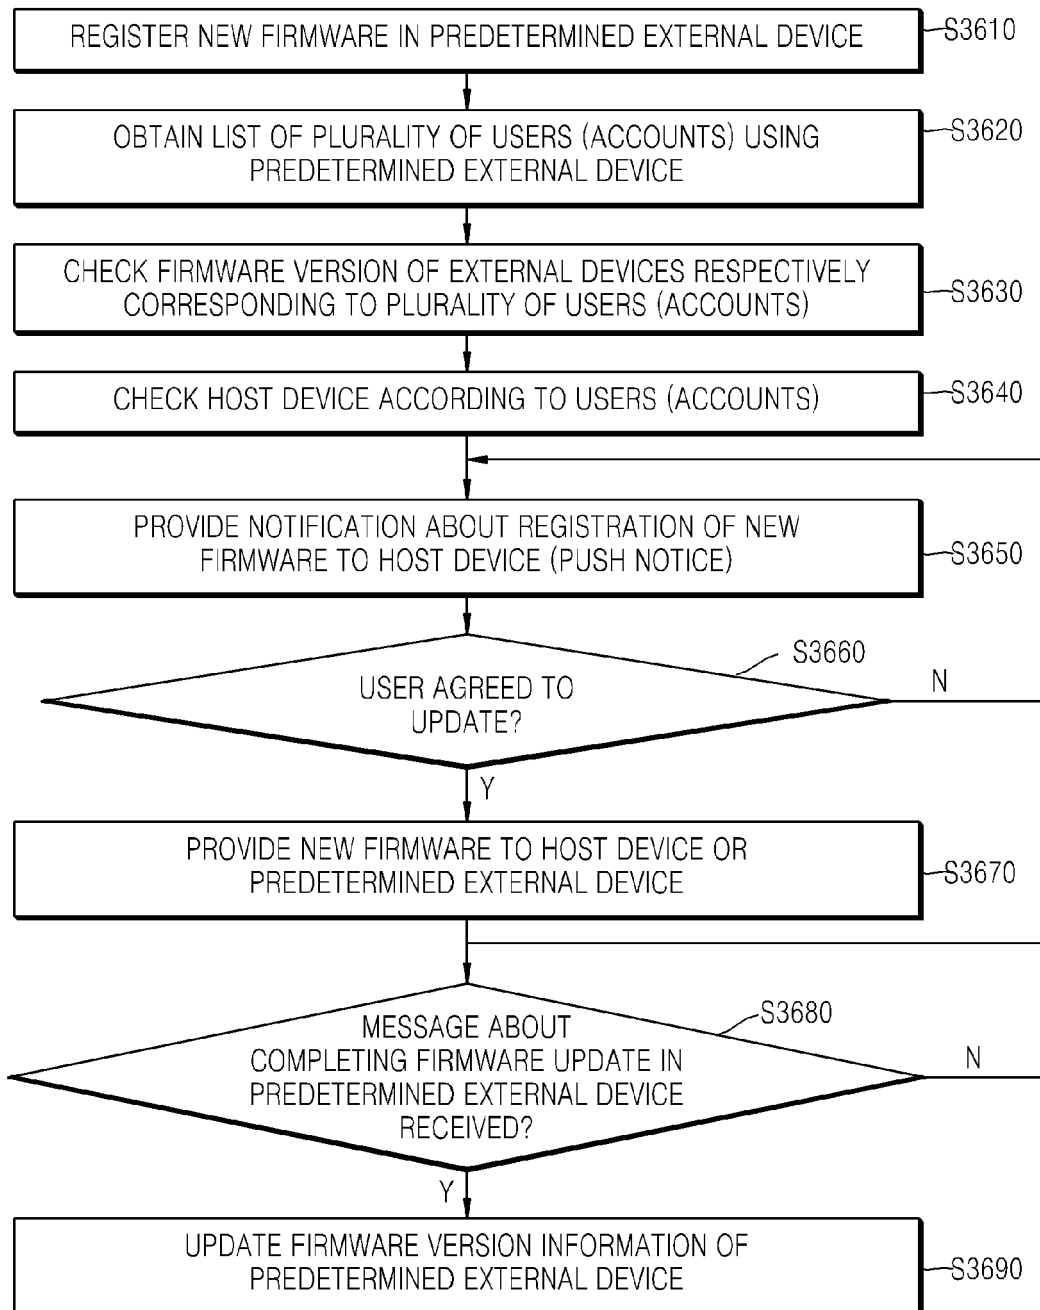 REGISTER NEW FIRMWARE IN PREDETERMINED EXTERNAL DEVICE
S3610
OBTAIN LIST OF PLURALITY OF USERS (ACCOUNTS) USING
PREDETERMINED EXTERNAL DEVICE
S3620
CHECK FIRMWARE VERSION OF EXTERNAL DEVICES RESPECTIVELY
CORRESPONDING TO PLURALITY OF USERS (ACCOUNTS)
S3630
CHECK HOST DEVICE ACCORDING TO USERS (ACCOUNTS)
S3640
PROVIDE NOTIFICATION ABOUT REGISTRATION OF NEW
FIRMWARE TO HOST DEVICE (PUSH NOTICE)
S3650
USER AGREED TO
UPDATE?
S3660
N
Y
PROVIDE NEW FIRMWARE TO HOST DEVICE OR
PREDETERMINED EXTERNAL DEVICE
S3670
MESSAGE ABOUT
COMPLETING FIRMWARE UPDATE IN
PREDETERMINED EXTERNAL DEVICE
RECEIVED?
S3680
N
Y
UPDATE FIRMWARE VERSION INFORMATION OF
PREDETERMINED EXTERNAL DEVICE
S3690